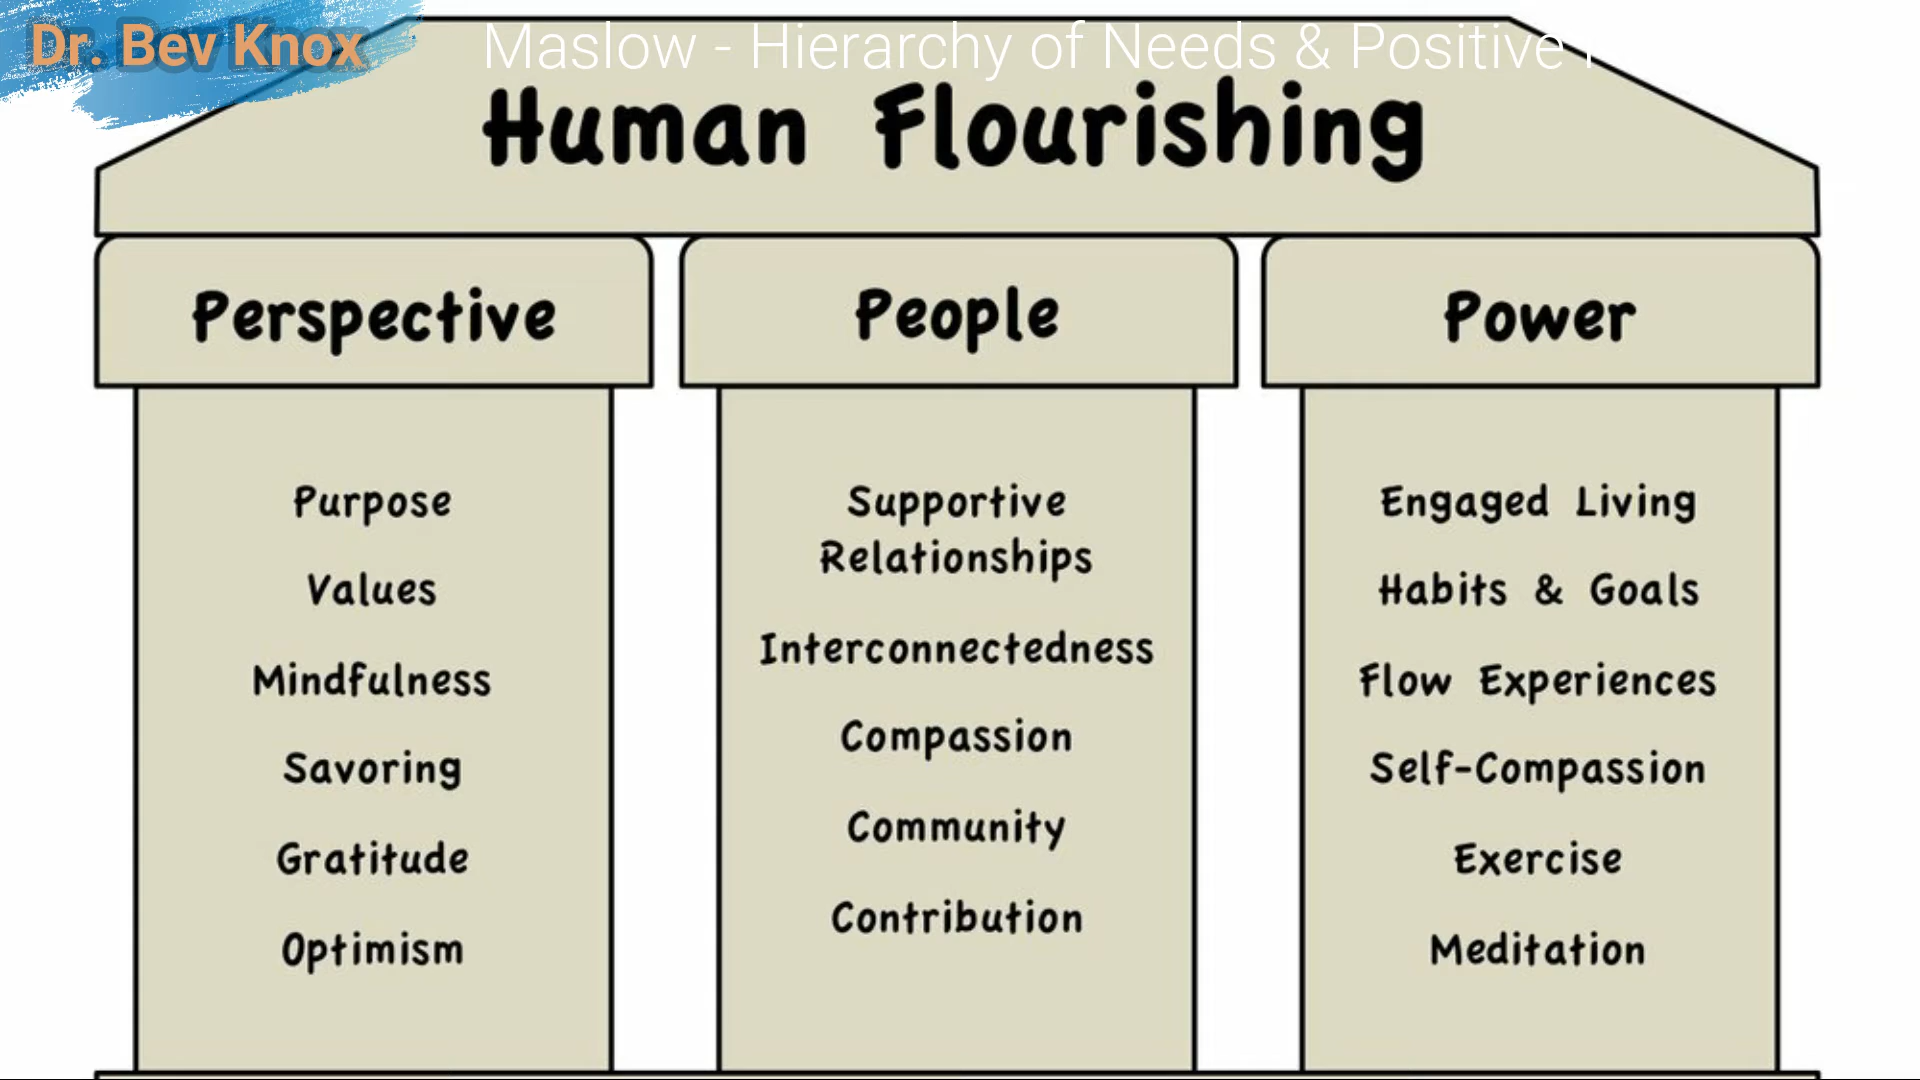 Dr. Bev Knox
Maslow - Hierarchy of Needs & Positive
Human Flourishing
Perspective
Purpose
Values
Mindfulness
Savoring
Gratitude
Optimism
People
Supportive
Relationships
Interconnectedness
Compassion
Community
Contribution
Power
Engaged Living
Habits & Goals
Flow Experiences
Self-Compassion
Exercise
Meditation